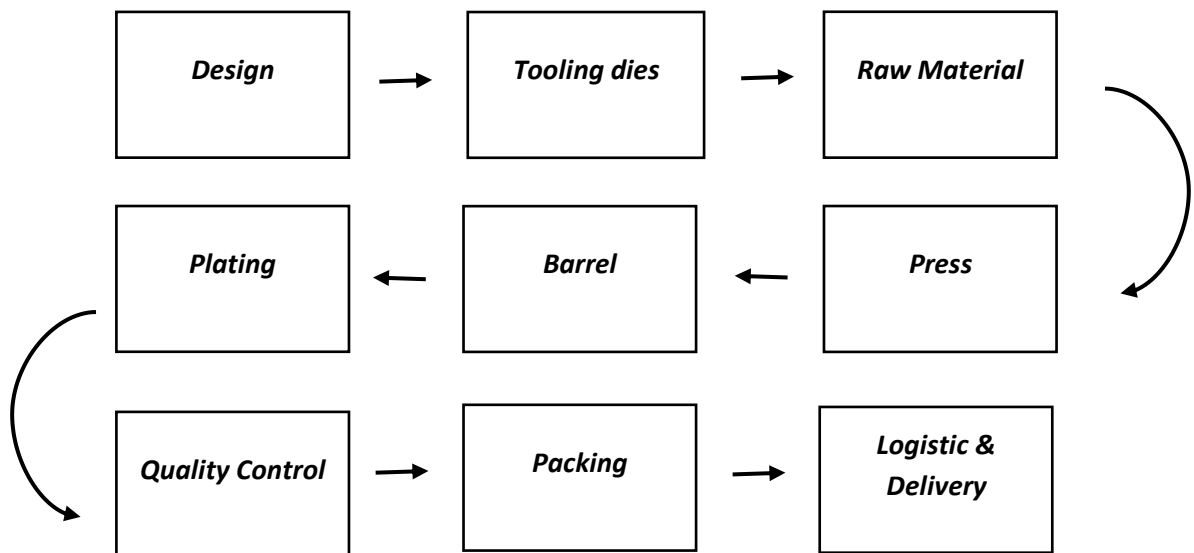 Design
Tooling dies
Raw Material
Plating
Barrel
Press
Quality Control
Packing
Logistic &
Delivery